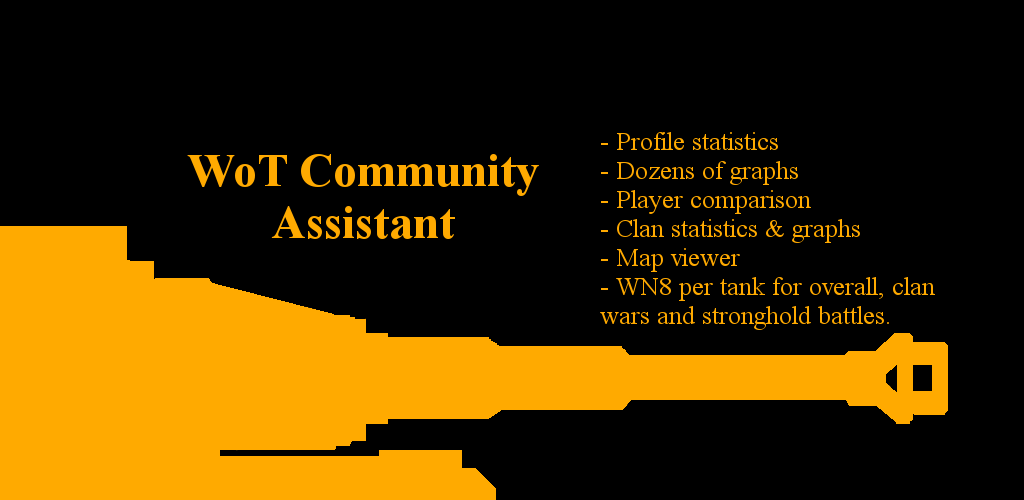 WoT Community
Assistant
- Profile statistics
- Dozens of graphs
- Player comparison
- Clan statistics & graphs
- Map viewer
- WN8 per tank for overall, clan
wars and stronghold battles.